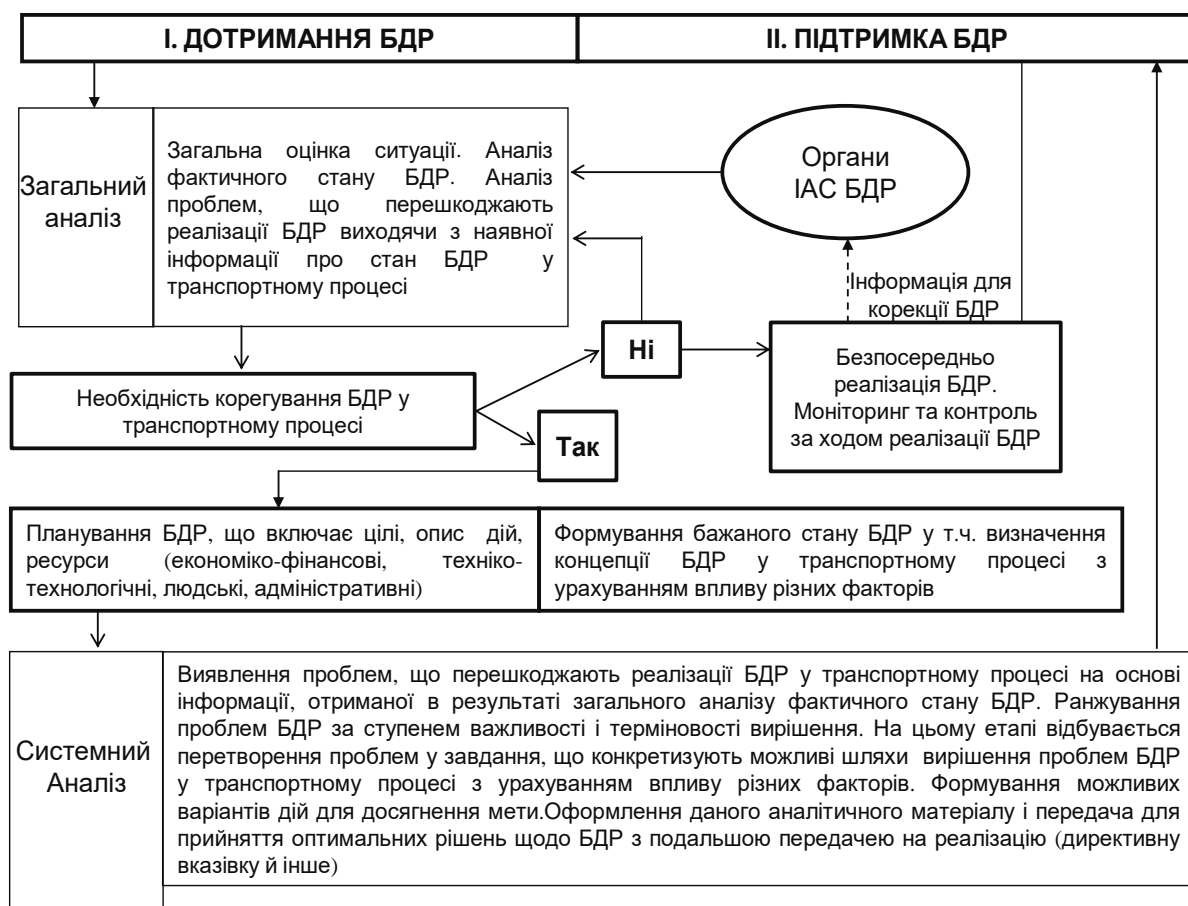 І. ДОТРИМАННЯ БДР
ІІ. ПІДТРИМКА БДР
Загальний
аналіз
Загальна оцінка ситуації. Аналіз
фактичного стану БДР. Аналіз
проблем, що перешкоджають
реалізації БДР виходячи з наявної
інформації про стан БДР у
транспортному процесі
Органи
ІАС БДР
Інформація для
корекції БДР
Ні
Безпосередньо
реалізація БДР.
Моніторинг та контроль
за ходом реалізації БДР
Необхідність корегування БДР у
транспортному процесі
Так
Планування БДР, що включає цілі, опис дій,
ресурси (економіко-фінансові, техніко-
технологічні, людські, адміністративні)
Формування бажаного стану БДР у т.ч. визначення
концепції БДР у транспортному процесі з
урахуванням впливу різних факторів
Системний
Аналіз
Виявлення проблем, що перешкоджають реалізації БДР у транспортному процесі на основі
інформації, отриманої в результаті загального аналізу фактичного стану БДР. Ранжування
проблем БДР за ступенем важливості і терміновості вирішення. На цьому етапі відбувається
перетворення проблем у завдання, що конкретизують можливі шляхи вирішення проблем БДР
у транспортному процесі з урахуванням впливу різних факторів. Формування можливих
варіантів дій для досягнення мети.Оформлення даного аналітичного матеріалу і передача для
прийняття оптимальних рішень щодо БДР з подальшою передачею на реалізацію (директивну
вказівку й інше)